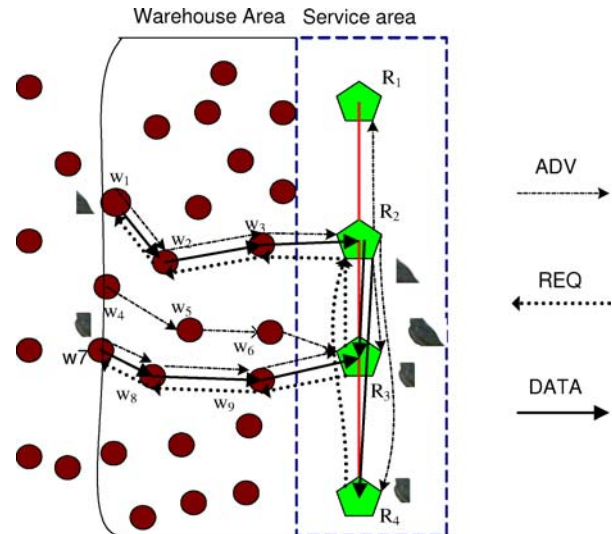 Warehouse Area
Service area
R1
w1
ADV
w2
w3
R2
REQ
w4
w5
w6
w7
R3
w8
w9
DATA
R4